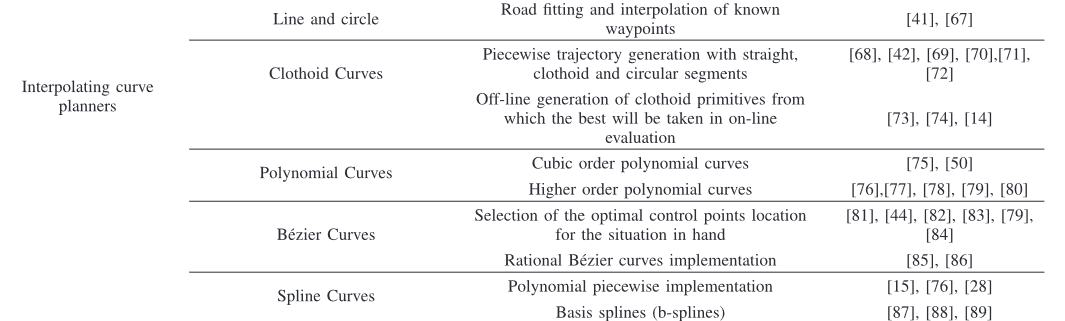 Line and circle
Road fitting and interpolation of known
waypoints
[41], [67]
Interpolating curve
planners
Clothoid Curves
Piecewise trajectory generation with straight,
clothoid and circular segments
[68], [42], [69], [70],[71],
[72]
Off-line generation of clothoid primitives from
which the best will be taken in on-line
evaluation
[73], [74], [14]
Polynomial Curves
Cubic order polynomial curves
[75], [50]
Higher order polynomial curves
[76],[77], [78], [79], [80]
Bézier Curves
Selection of the optimal control points location
for the situation in hand
[81], [44], [82], [83], [79],
[84]
Rational Bézier curves implementation
[85], [86]
Spline Curves
Polynomial piecewise implementation
[15], [76], [28]
Basis splines (b-splines)
[87], [88], [89]